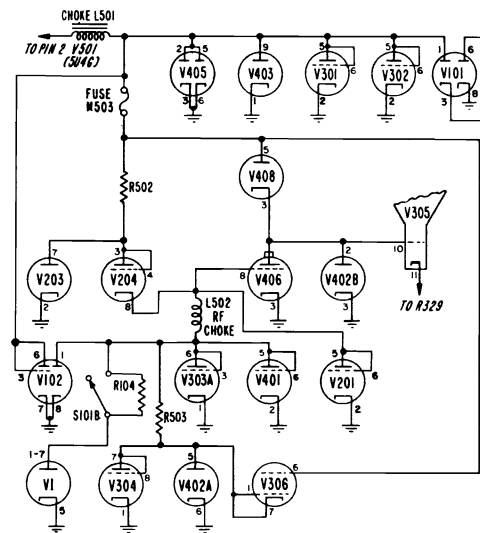 CHOKE L501
TO PIN 2 V501
(5U4G)
2 5 9 5 5 1 6
V405 V403 V301 6 V302 6 V101
3 6 1 2 2 3 8
FUSE
M503
R502
5
V408
3
V305
7 3 2 10
V203 V204 4 8 V406 V402B 11
2 8 3 3
TO R329
L502
RF
CHOKE
6 1 6 5 5
3 V102 R104 V303A 3 V401 6 V201 6
7 8 1 2 2
S101B
R503
1-7 7 5 6
V1 V304 8 V402A 1 V306
5 1 6 7